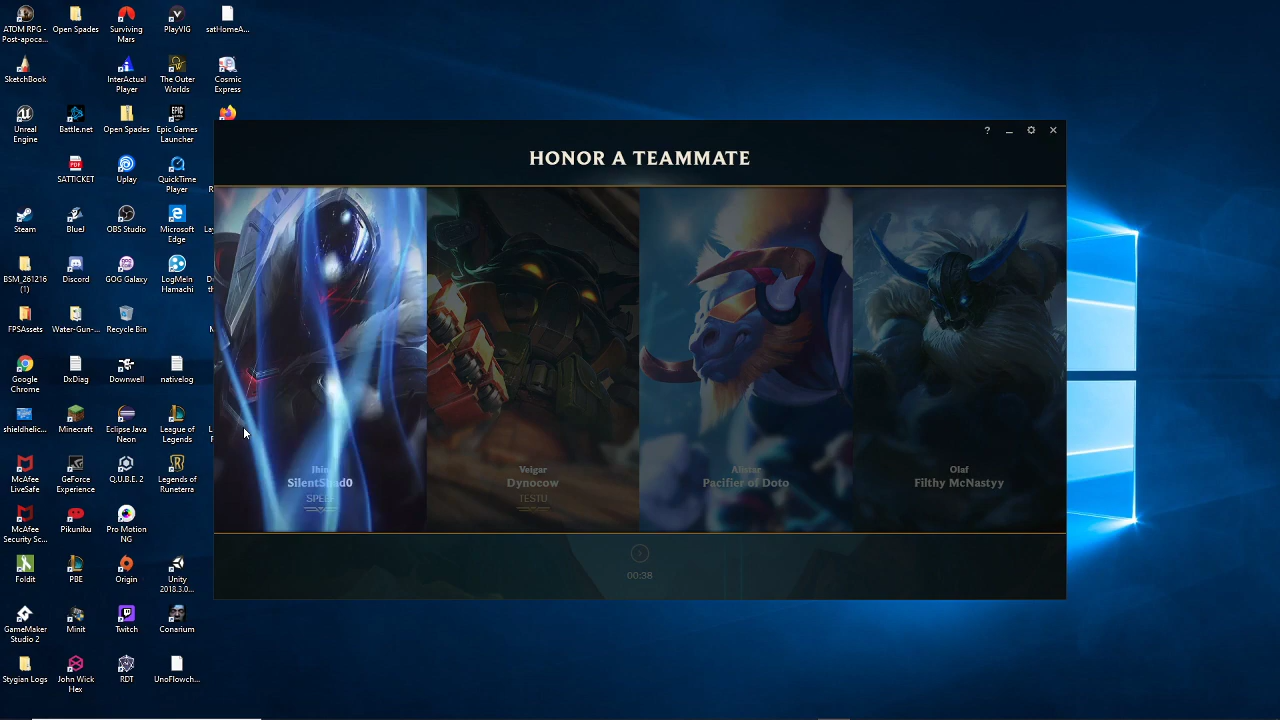 ATOM RPG -
Post-apoca...
Open Spades
Surviving
Mars
PlayVIG
satHomeA...
SketchBook
InterActual
Player
The Outer
Worlds
Cosmic
Express
Unreal
Engine
Battle.net
Open Spades
Epic Games
Launcher
SATTICKET
Uplay
QuickTime
Player
Steam
BlueJ
OBS Studio
Microsoft
Edge
BSM_261216
(1)
Discord
GOG Galaxy
LogMeIn
Hamachi
FPSAssets
Water-Gun-...
Recycle Bin
Google
Chrome
DxDiag
Downwell
nativelog
shieldhelic...
Minecraft
Eclipse Java
Neon
League of
Legends
McAfee
LiveSafe
GeForce
Experience
Q.U.B.E. 2
Legends of
Runeterra
McAfee
Security Sc...
Pikuniku
Pro Motion
NG
Foldit
PBE
Origin
Unity
2018.3.0...
GameMaker
Studio 2
Minit
Twitch
Conarium
Stygian Logs
John Wick
Hex
RDT
UnoFlowch...
?
HONOR A TEAMMATE
Jhin
SilentShad0
Veigar
Dynocow
TESTU
Alistar
Pacifier of Doto
Olaf
Filthy McNastyy
00:38